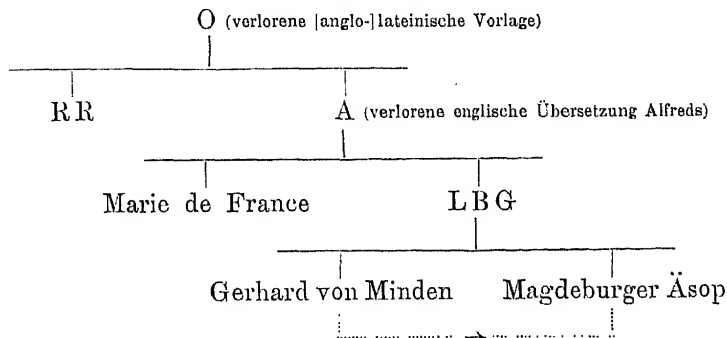 O (verlorene [anglo-]lateinische Vorlage)
RR A (verlorene englische Übersetzung Alfreds)
Marie de France LBG
Gerhard von Minden Magdeburger Äsop